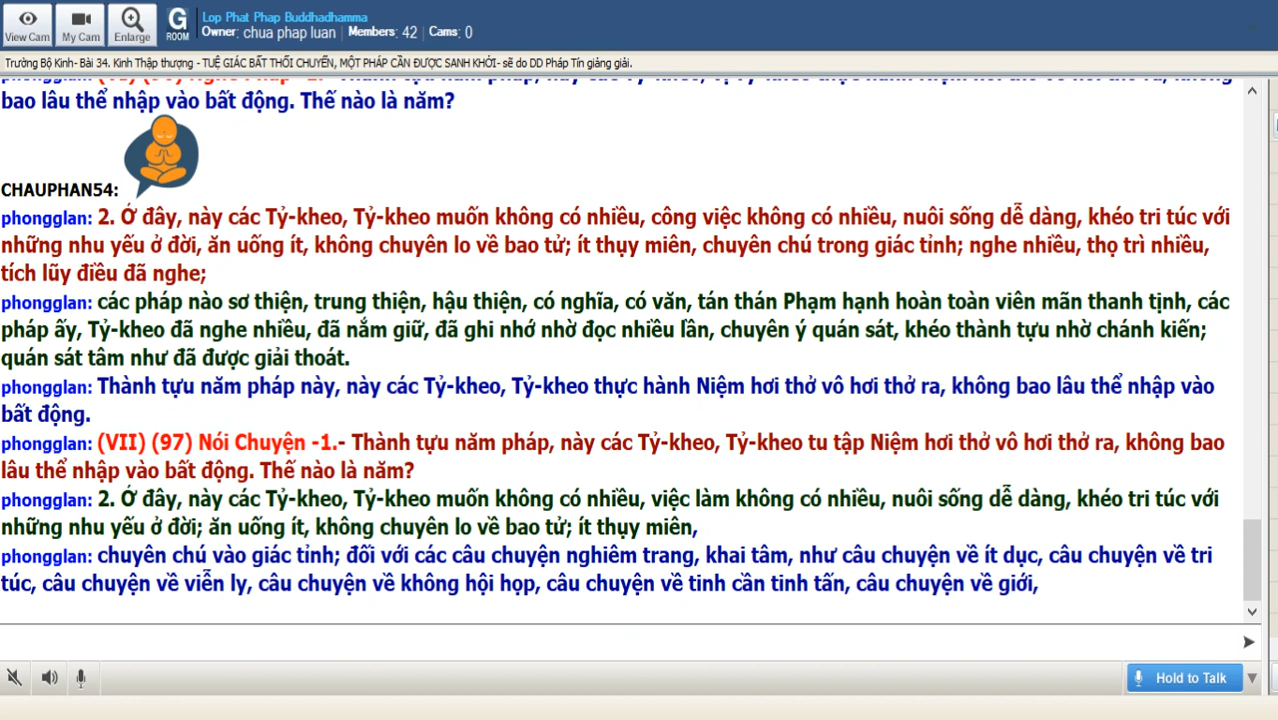 Lop Phat Phap Buddhadhamma
Owner: chua phap luan | Members: 42 | Cams: 0
View Cam
My Cam
Enlarge
G
ROOM
Trường Bộ Kinh- Bài 34. Kinh Thập thượng - TUỆ GIÁC BẤT THỐI CHUYỂN, MỘT PHÁP CẦN ĐƯỢC SANH KHỞI- sẽ do DD Pháp Tín giảng giải.
bao lâu thể nhập vào bất động. Thế nào là năm?
CHAUPHAN54:
phongglan: 2. Ở đây, này các Tỷ-kheo, Tỷ-kheo muốn không có nhiều, công việc không có nhiều, nuôi sống dễ dàng, khéo tri túc với
những nhu yếu ở đời, ăn uống ít, không chuyên lo về bao tử; ít thụy miên, chuyên chú trong giác tỉnh; nghe nhiều, thọ trì nhiều,
tích lũy điều đã nghe;
phongglan: các pháp nào sơ thiện, trung thiện, hậu thiện, có nghĩa, có văn, tán thán Phạm hạnh hoàn toàn viên mãn thanh tịnh, các
pháp ấy, Tỷ-kheo đã nghe nhiều, đã nắm giữ, đã ghi nhớ nhờ đọc nhiều lần, chuyên ý quán sát, khéo thành tựu nhờ chánh kiến;
quán sát tâm như đã được giải thoát.
phongglan: Thành tựu năm pháp này, này các Tỷ-kheo, Tỷ-kheo thực hành Niệm hơi thở vô hơi thở ra, không bao lâu thể nhập vào
bất động.
phongglan: (VII) (97) Nói Chuyện -1.- Thành tựu năm pháp, này các Tỷ-kheo, Tỷ-kheo tu tập Niệm hơi thở vô hơi thở ra, không bao
lâu thể nhập vào bất động. Thế nào là năm?
phongglan: 2. Ở đây, này các Tỷ-kheo, Tỷ-kheo muốn không có nhiều, việc làm không có nhiều, nuôi sống dễ dàng, khéo tri túc với
những nhu yếu ở đời; ăn uống ít, không chuyên lo về bao tử; ít thụy miên,
phongglan: chuyên chú vào giác tỉnh; đối với các câu chuyện nghiêm trang, khai tâm, như câu chuyện về ít dục, câu chuyện về tri
túc, câu chuyện về viễn ly, câu chuyện về không hội họp, câu chuyện về tinh cần tinh tấn, câu chuyện về giới,
Hold to Talk